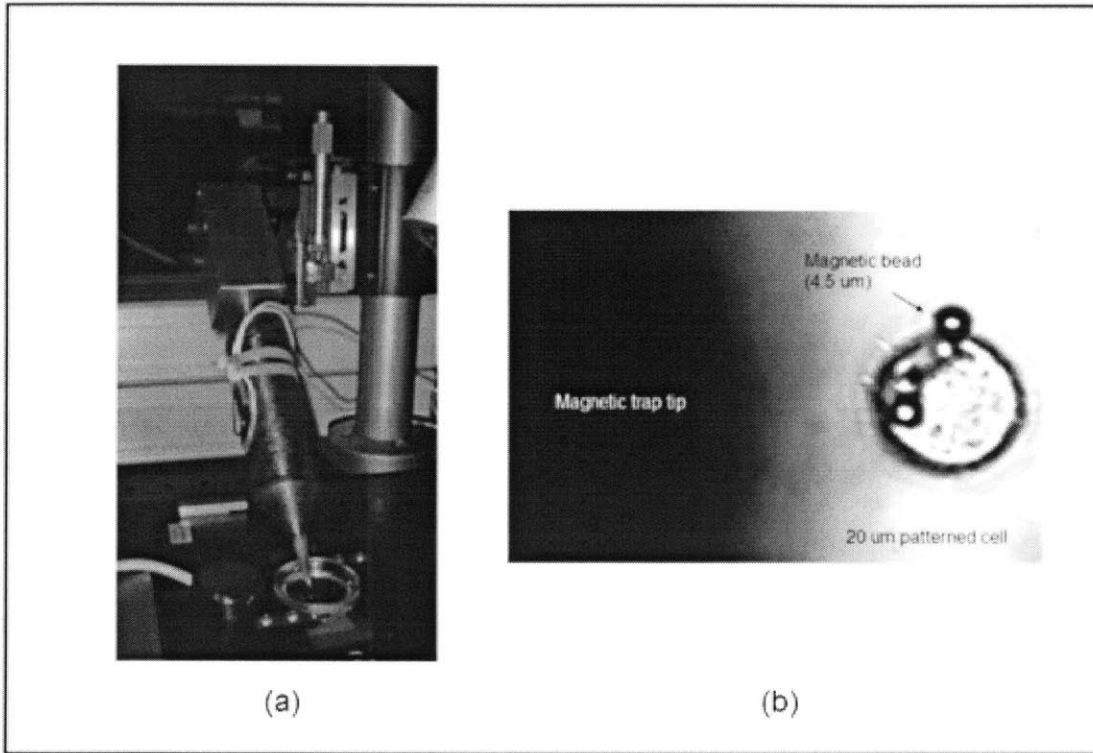 Magnetic bead
(4.5 um)
Magnetic trap tip
20 um patterned cell
(a)
(b)